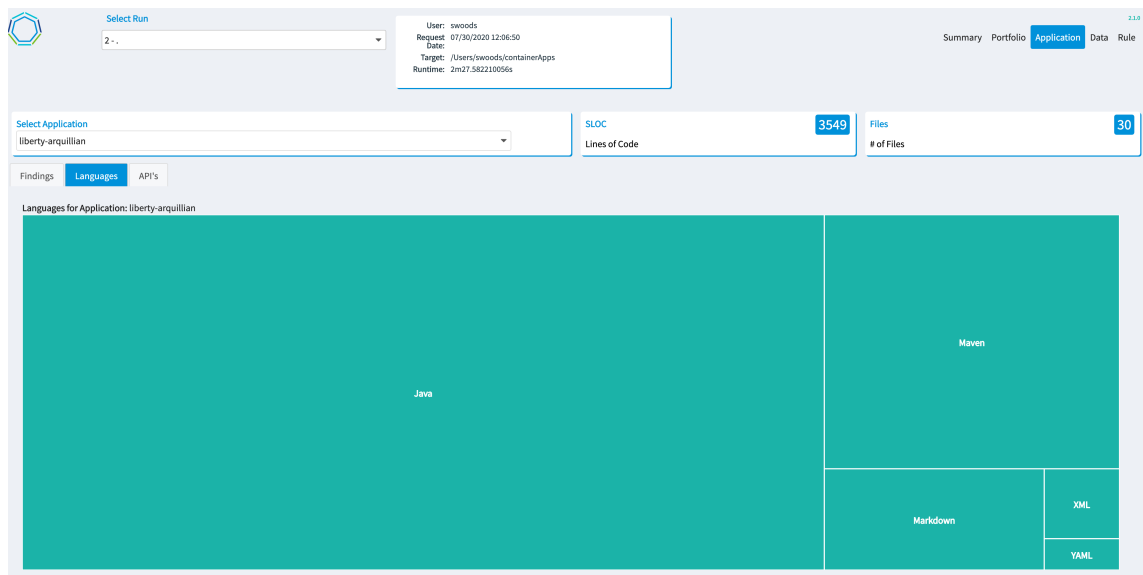 2.1.0
Select Run
2 - .
User: swoods
Request Date: 07/30/2020 12:06:50
Target: /Users/swoods/containerApps
Runtime: 2m27.582210056s
Summary Portfolio Application Data Rule
Select Application
liberty-arquillian
SLOC 3549
Lines of Code
Files 30
# of Files
Findings Languages API's
Languages for Application: liberty-arquillian
Java
Maven
Markdown
XML
YAML